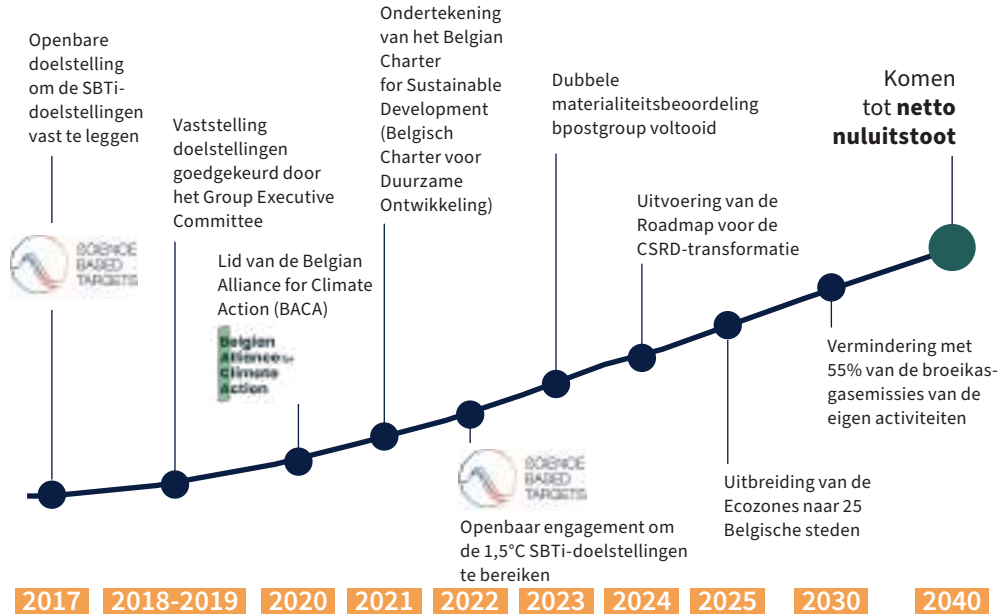 Openbare
doelstelling
om de SBTi-
doelstellingen
vast te leggen
SCIENCE
BASED
TARGETS
Vaststelling
doelstellingen
goedgekeurd door
het Group Executive
Committee
Lid van de Belgian
Alliance for Climate
Action (BACA)
Belgian
Alliance for
Climate
Action
Ondertekening
van het Belgian
Charter
for Sustainable
Development
(Belgisch
Charter voor
Duurzame
Ontwikkeling)
SCIENCE
BASED
TARGETS
Openbaar engagement om
de 1,5°C SBTi-doelstellingen
te bereiken
Dubbele
materialiteitsbeoordeling
bpostgroup voltooid
Uitvoering van de
Roadmap voor de
CSRD-transformatie
Uitbreiding van de
Ecozones naar 25
Belgische steden
Vermindering met
55% van de broeikas-
gasemissies van de
eigen activiteiten
Komen
tot netto
nuluitstoot
2017 2018-2019 2020 2021 2022 2023 2024 2025 2030 2040